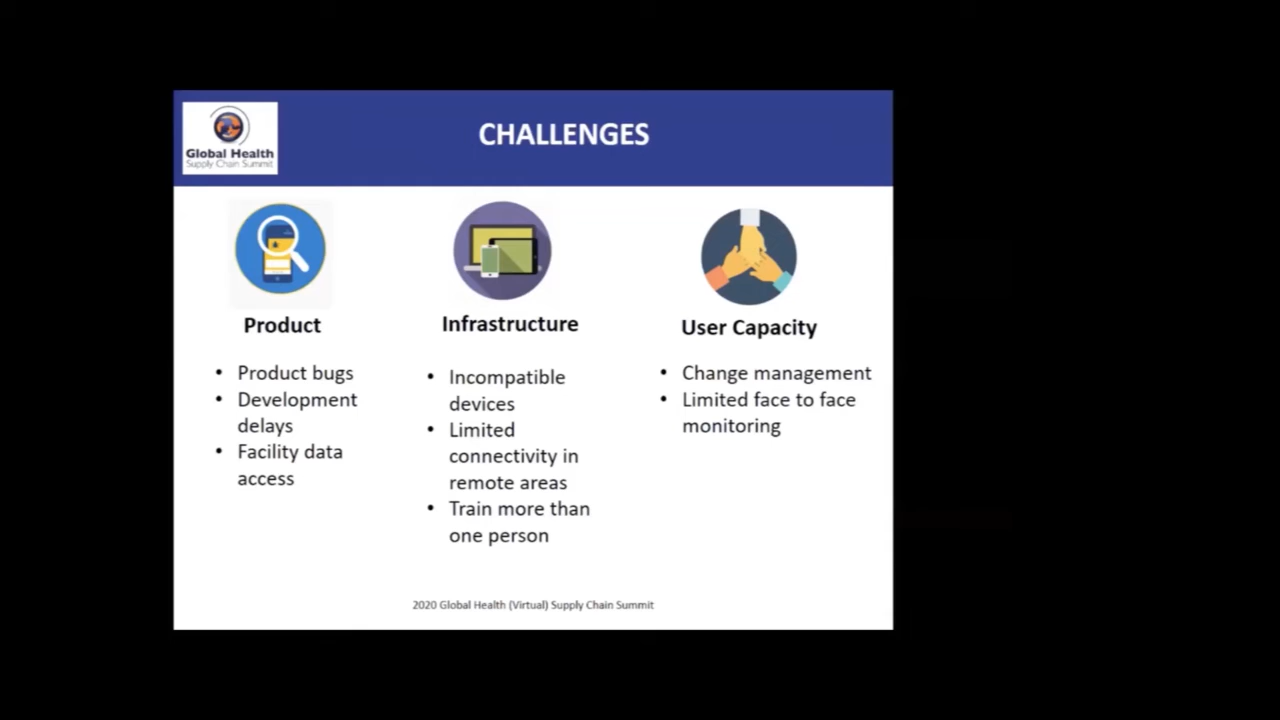 Global Health
Supply Chain Summit
CHALLENGES
Product
• Product bugs
• Development
delays
• Facility data
access
Infrastructure
• Incompatible
devices
• Limited
connectivity in
remote areas
• Train more than
one person
User Capacity
• Change management
• Limited face to face
monitoring
2020 Global Health (Virtual) Supply Chain Summit